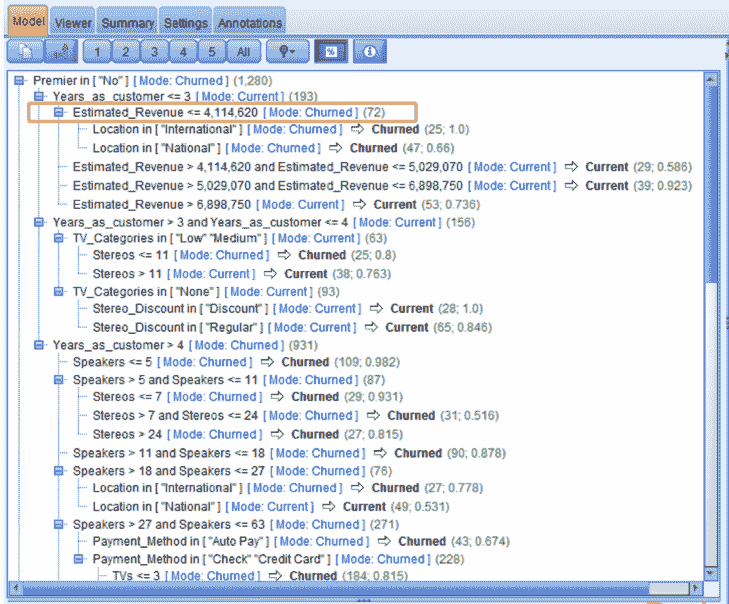 Model Viewer Summary Settings Annotations
1 2 3 4 5 All %
Premier in [ "No" ] [ Mode: Churned ] (1,280)
Years_as_customer <= 3 [ Mode: Current ] (193)
Estimated_Revenue <= 4,114,620 [ Mode: Churned ] (72)
Location in [ "International" ] [ Mode: Churned ] ⇨ Churned (25; 1.0)
Location in [ "National" ] [ Mode: Churned ] ⇨ Churned (47; 0.66)
Estimated_Revenue > 4,114,620 and Estimated_Revenue <= 5,029,070 [ Mode: Current ] ⇨ Current (29; 0.586)
Estimated_Revenue > 5,029,070 and Estimated_Revenue <= 6,898,750 [ Mode: Current ] ⇨ Current (39; 0.923)
Estimated_Revenue > 6,898,750 [ Mode: Current ] ⇨ Current (53; 0.736)
Years_as_customer > 3 and Years_as_customer <= 4 [ Mode: Current ] (156)
TV_Categories in [ "Low" "Medium" ] [ Mode: Current ] (63)
Stereos <= 11 [ Mode: Churned ] ⇨ Churned (25; 0.8)
Stereos > 11 [ Mode: Current ] ⇨ Current (38; 0.763)
TV_Categories in [ "None" ] [ Mode: Current ] (93)
Stereo_Discount in [ "Discount" ] [ Mode: Current ] ⇨ Current (28; 1.0)
Stereo_Discount in [ "Regular" ] [ Mode: Current ] ⇨ Current (65; 0.846)
Years_as_customer > 4 [ Mode: Churned ] (931)
Speakers <= 5 [ Mode: Churned ] ⇨ Churned (109; 0.982)
Speakers > 5 and Speakers <= 11 [ Mode: Churned ] (87)
Stereos <= 7 [ Mode: Churned ] ⇨ Churned (29; 0.931)
Stereos > 7 and Stereos <= 24 [ Mode: Churned ] ⇨ Churned (31; 0.516)
Stereos > 24 [ Mode: Churned ] ⇨ Churned (27; 0.815)
Speakers > 11 and Speakers <= 18 [ Mode: Churned ] ⇨ Churned (90; 0.878)
Speakers > 18 and Speakers <= 27 [ Mode: Churned ] (76)
Location in [ "International" ] [ Mode: Churned ] ⇨ Churned (27; 0.778)
Location in [ "National" ] [ Mode: Current ] ⇨ Current (49; 0.531)
Speakers > 27 and Speakers <= 63 [ Mode: Churned ] (271)
Payment_Method in [ "Auto Pay" ] [ Mode: Churned ] ⇨ Churned (43; 0.674)
Payment_Method in [ "Check" "Credit Card" ] [ Mode: Churned ] (228)
TVs <= 3 [ Mode: Churned ] ⇨ Churned (184; 0.815)